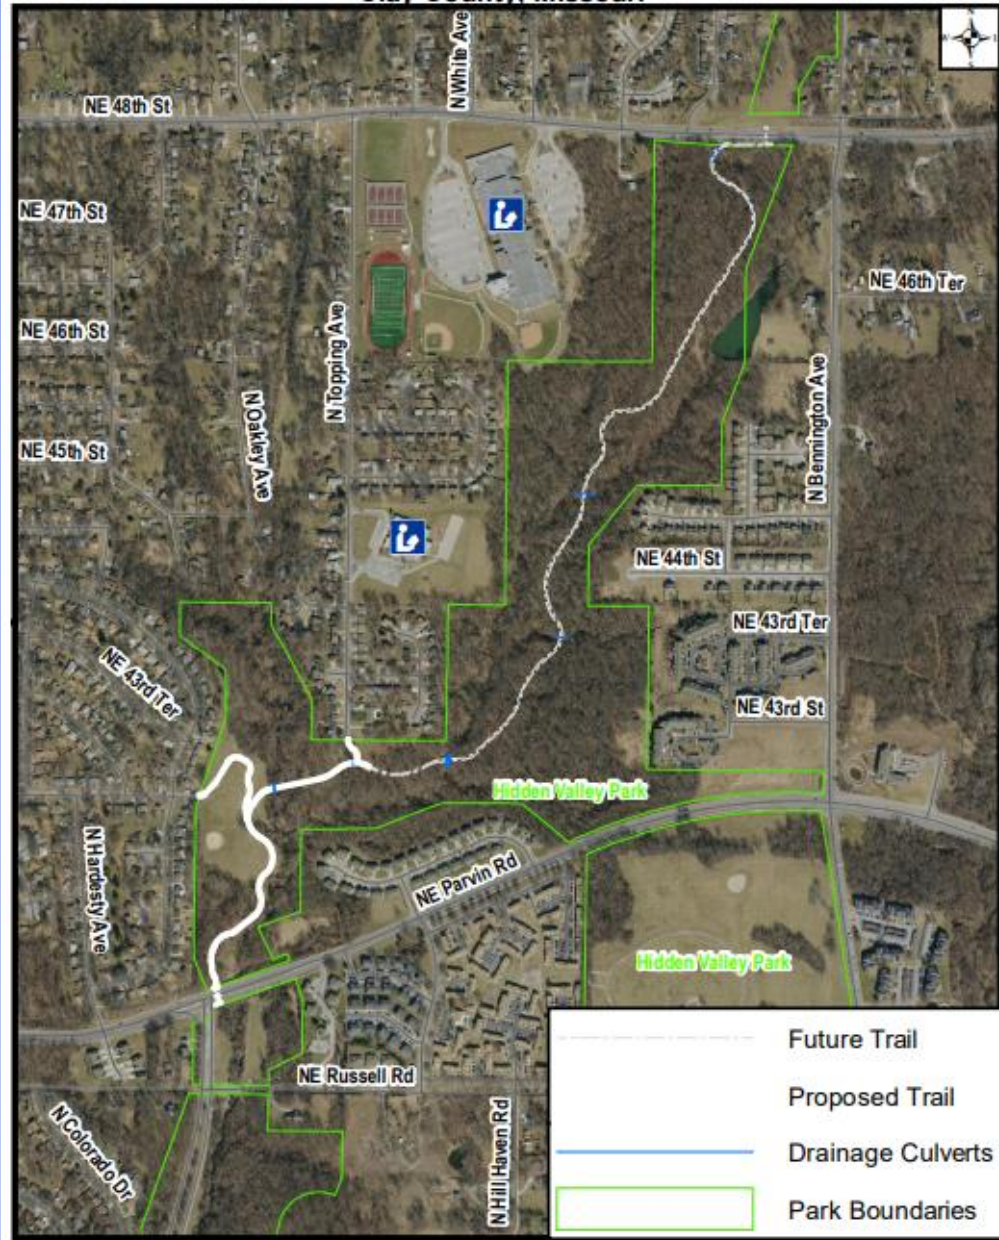 Clay County, Missouri
N White Ave
NE 48th St
NE 47th St
NE 46th Ter
NE 46th St
N Topping Ave
N Bennington Ave
N Oakley Ave
NE 45th St
NE 44th St
NE 43rd Ter
NE 43rd Ter
NE 43rd St
Hidden Valley Park
N Hardesty Ave
NE Parvin Rd
Hidden Valley Park
Future Trail
NE Russell Rd
Proposed Trail
N Colorado Dr
N Hill Haven Rd
Drainage Culverts
Park Boundaries